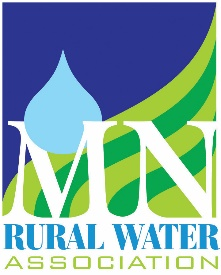 MN
RURAL WATER
ASSOCIATION